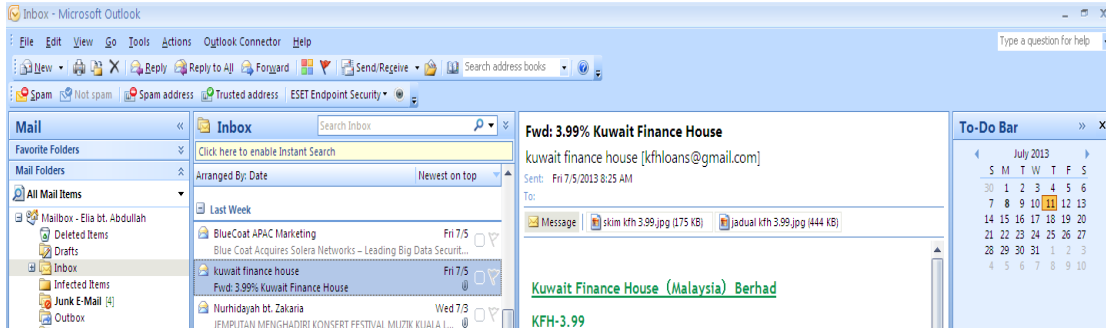 Inbox - Microsoft Outlook
File Edit View Go Tools Actions Outlook Connector Help
Type a question for help
New Reply Reply to All Forward Send/Receive Search address books
Spam Not spam Spam address Trusted address ESET Endpoint Security
Mail
Favorite Folders
Mail Folders
All Mail Items
Mailbox - Elia bt. Abdullah
Deleted Items
Drafts
Inbox
Infected Items
Junk E-Mail [4]
Outbox
Inbox
Search Inbox
Click here to enable Instant Search
Arranged By: Date Newest on top
Last Week
BlueCoat APAC Marketing Fri 7/5
Blue Coat Acquires Solera Networks – Leading Big Data Securit...
kuwait finance house Fri 7/5
Fwd: 3.99% Kuwait Finance House
Nurhidayah bt. Zakaria Wed 7/3
JEMPUTAN MENGHADIRI KONSERT FESTIVAL MUZIK KUALA L...
Fwd: 3.99% Kuwait Finance House
kuwait finance house [kfhloans@gmail.com]
Sent: Fri 7/5/2013 8:25 AM
To:
Message skim kfh 3.99.jpg (175 KB) jadual kfh 3.99.jpg (444 KB)
Kuwait Finance House (Malaysia) Berhad
KFH-3.99
To-Do Bar
July 2013
S M T W T F S
30 1 2 3 4 5 6
7 8 9 10 11 12 13
14 15 16 17 18 19 20
21 22 23 24 25 26 27
28 29 30 31 1 2 3
4 5 6 7 8 9 10